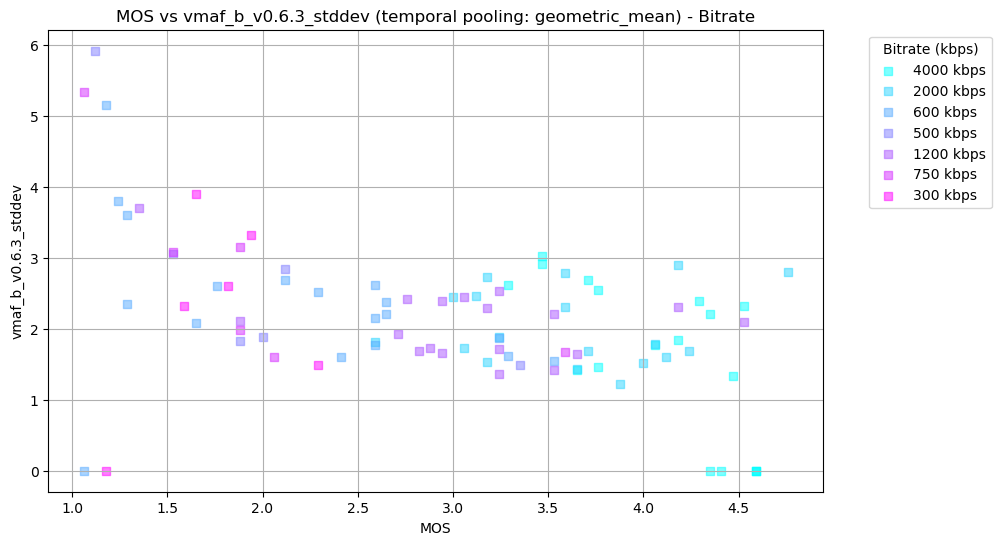 MOS vs vmaf_b_v0.6.3_stddev (temporal pooling: geometric_mean) - Bitrate
vmaf_b_v0.6.3_stddev
6
5
4
3
2
1
0
1.0 1.5 2.0 2.5 3.0 3.5 4.0 4.5
MOS
Bitrate (kbps)
4000 kbps
2000 kbps
600 kbps
500 kbps
1200 kbps
750 kbps
300 kbps